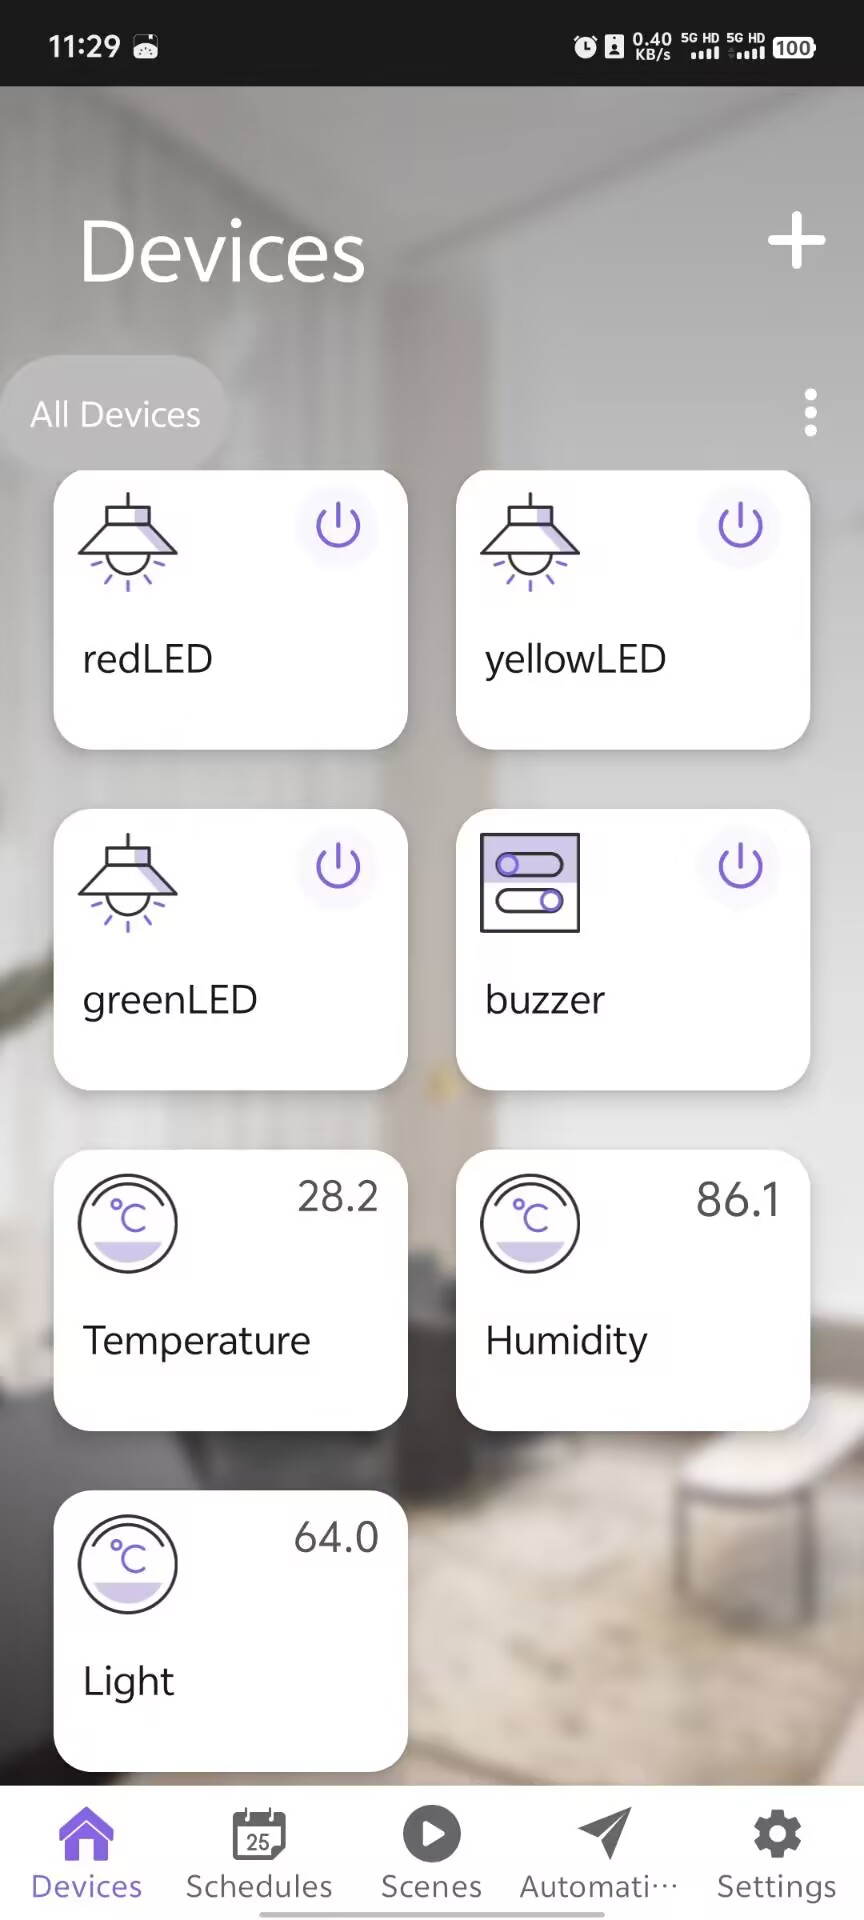 11:29
0.40 KB/s 5G HD 5G HD 100
Devices
All Devices
redLED
yellowLED
greenLED
buzzer
°C 28.2
Temperature
°C 86.1
Humidity
°C 64.0
Light
25
Devices Schedules Scenes Automati… Settings